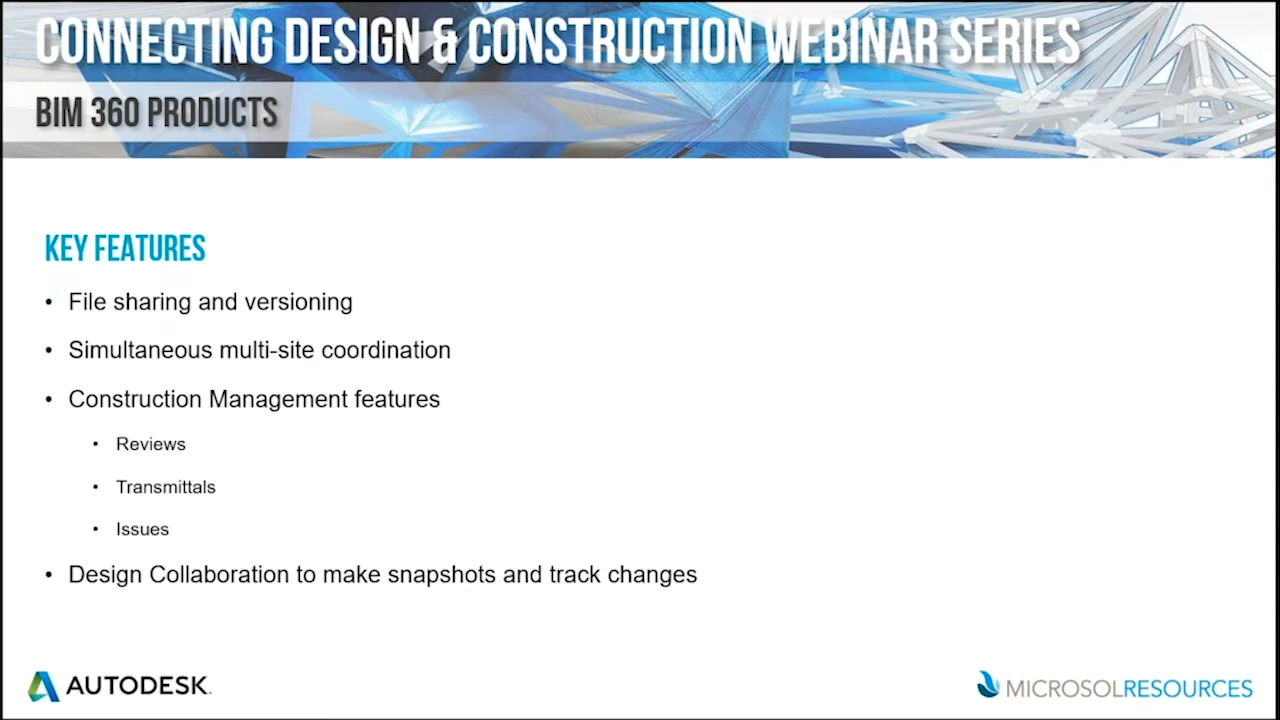 CONNECTING DESIGN & CONSTRUCTION WEBINAR SERIES
BIM 360 PRODUCTS
KEY FEATURES
• File sharing and versioning
• Simultaneous multi-site coordination
• Construction Management features
• Reviews
• Transmittals
• Issues
• Design Collaboration to make snapshots and track changes
AUTODESK.
MICROSOLRESOURCES